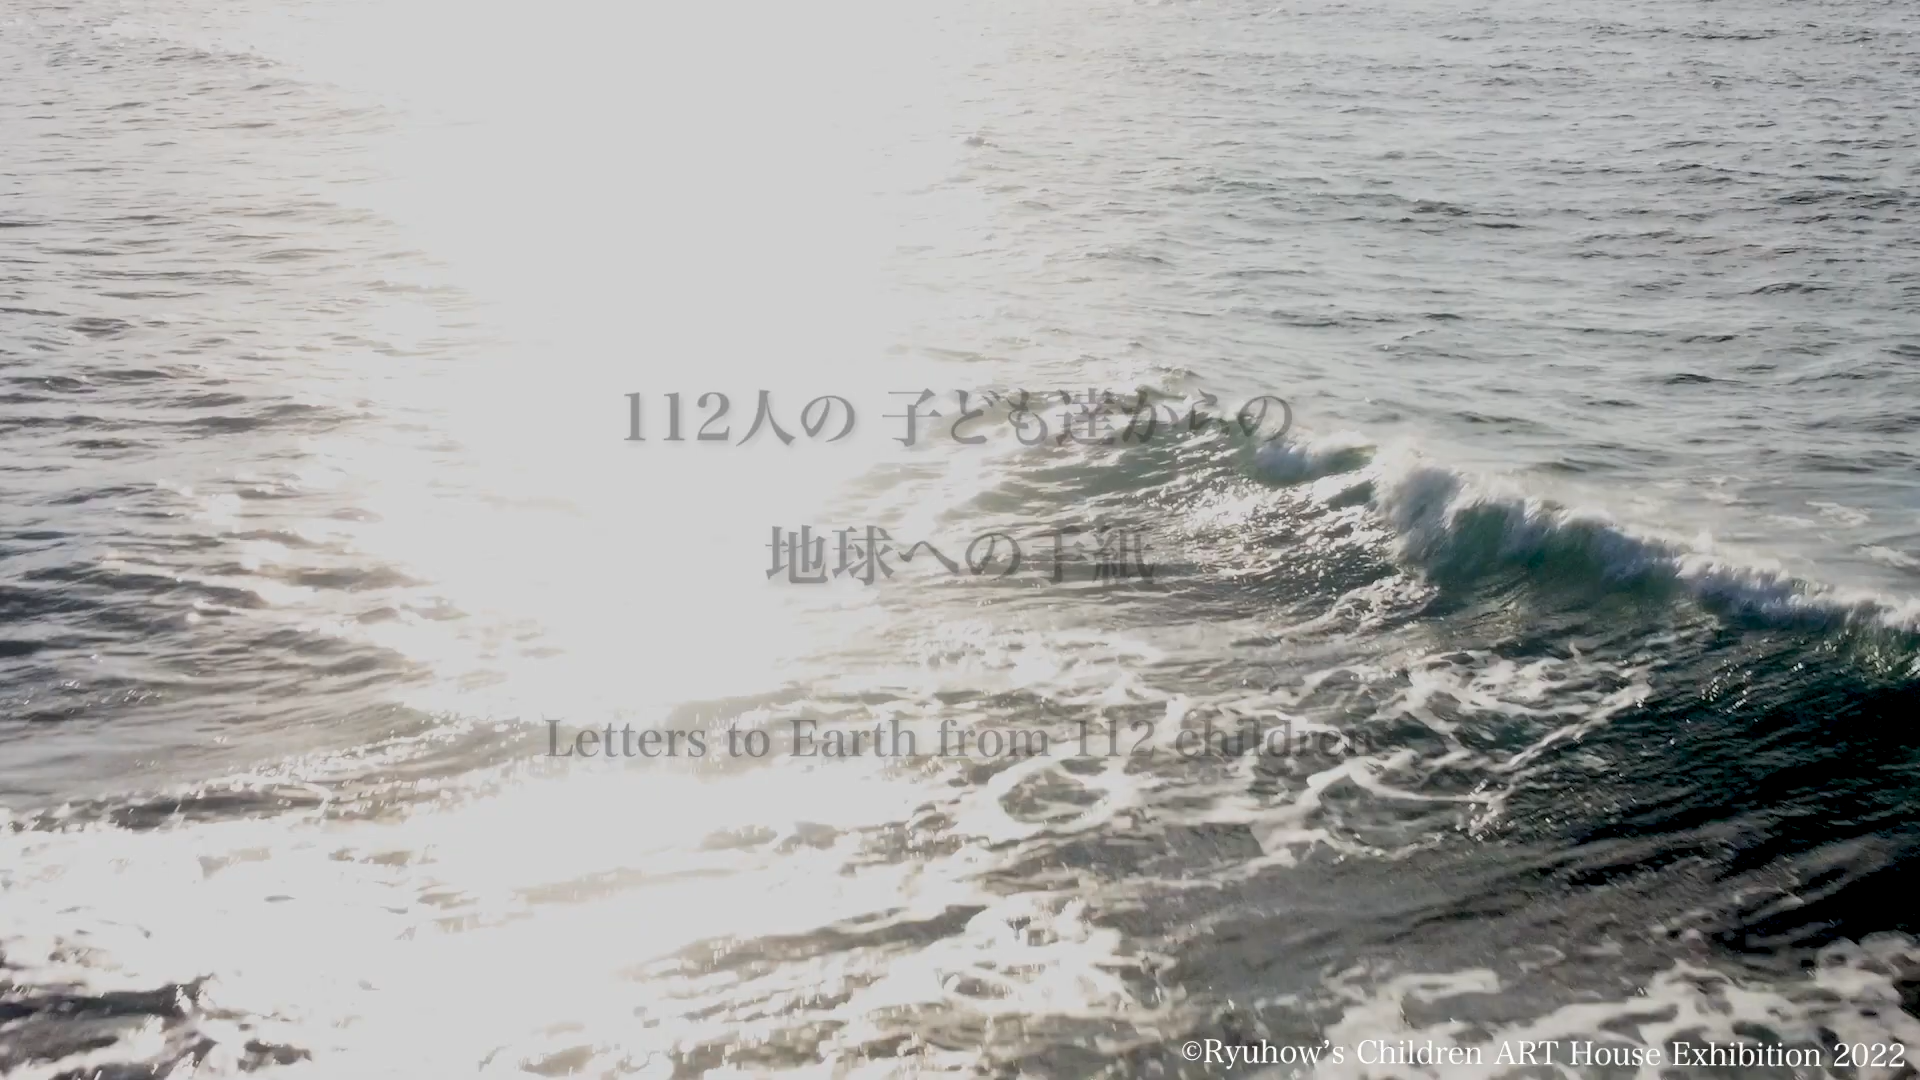 112人の 子ども達からの
地球への手紙
Letters to Earth from 112 children
©Ryuhow’s Children ART House Exhibition 2022